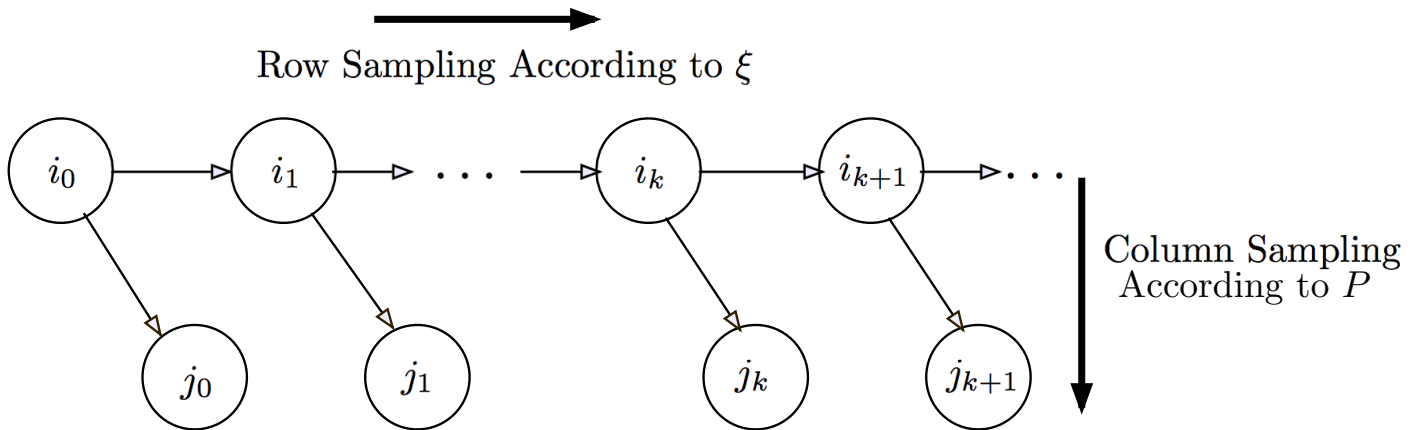 Row Sampling According to ξ
i₀ i₁ ... iₖ iₖ₊₁ ...
Column Sampling
According to P
j₀ j₁ jₖ jₖ₊₁